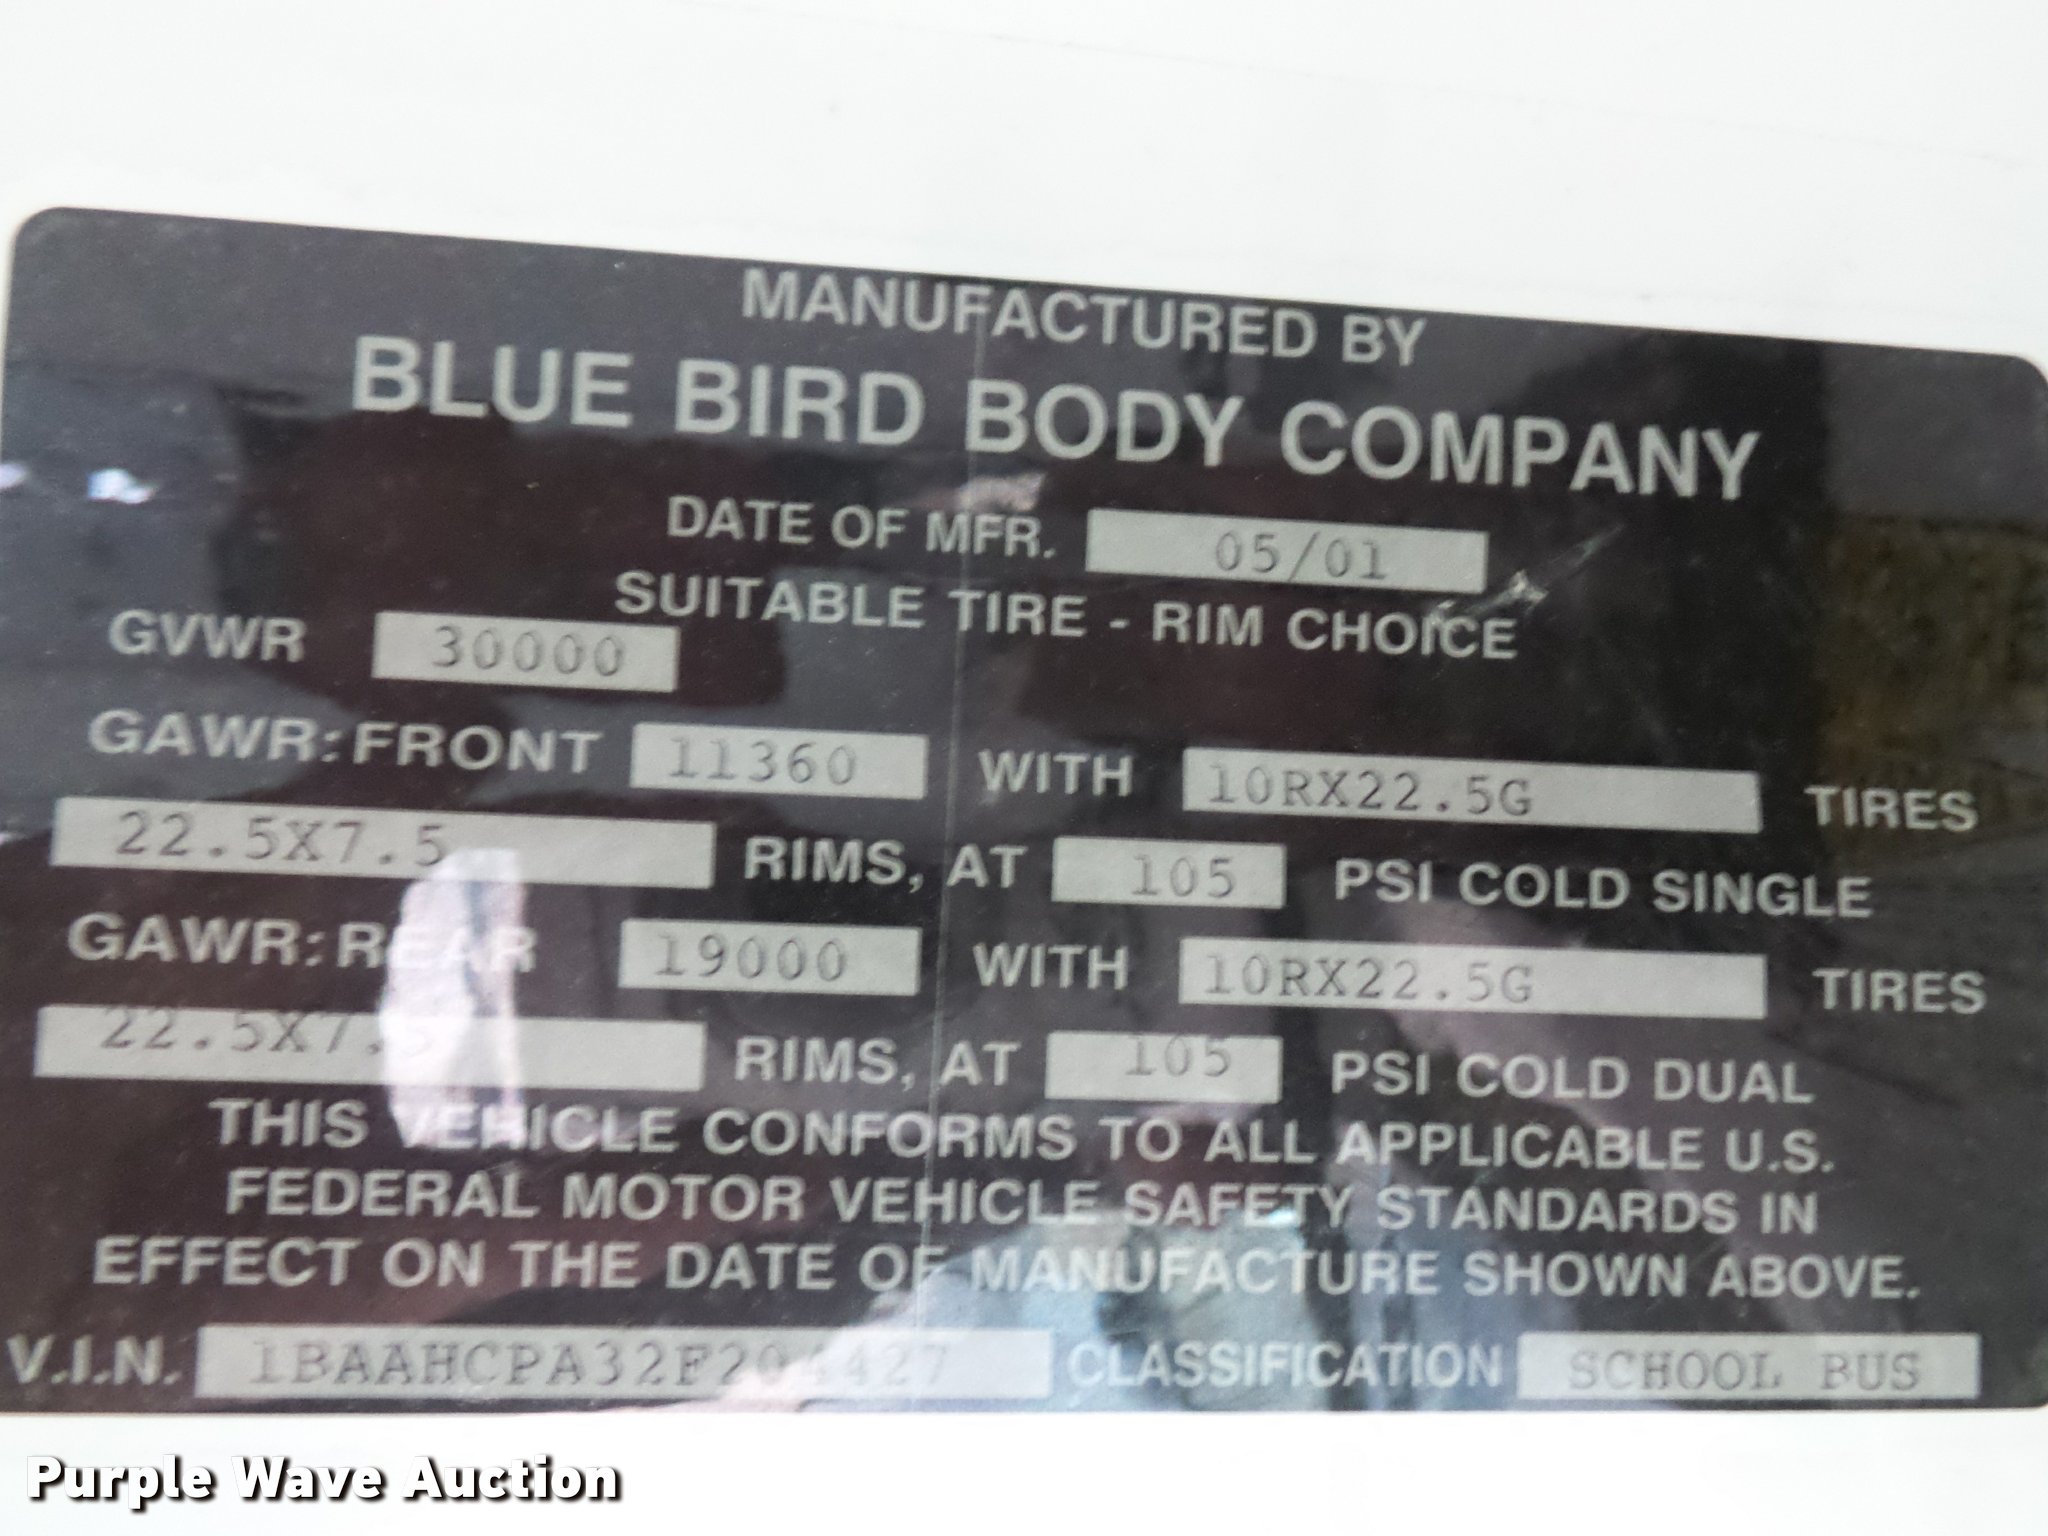 MANUFACTURED BY
BLUE BIRD BODY COMPANY
DATE OF MFR. 05/01
SUITABLE TIRE - RIM CHOICE
GVWR 30000
GAWR: FRONT 11360 WITH 10RX22.5G TIRES
22.5X7.5 RIMS, AT 105 PSI COLD SINGLE
GAWR: REAR 19000 WITH 10RX22.5G TIRES
22.5X7.5 RIMS, AT 105 PSI COLD DUAL
THIS VEHICLE CONFORMS TO ALL APPLICABLE U.S.
FEDERAL MOTOR VEHICLE SAFETY STANDARDS IN
EFFECT ON THE DATE OF MANUFACTURE SHOWN ABOVE.
V.I.N. CLASSIFICATION SCHOOL BUS
Purple Wave Auction